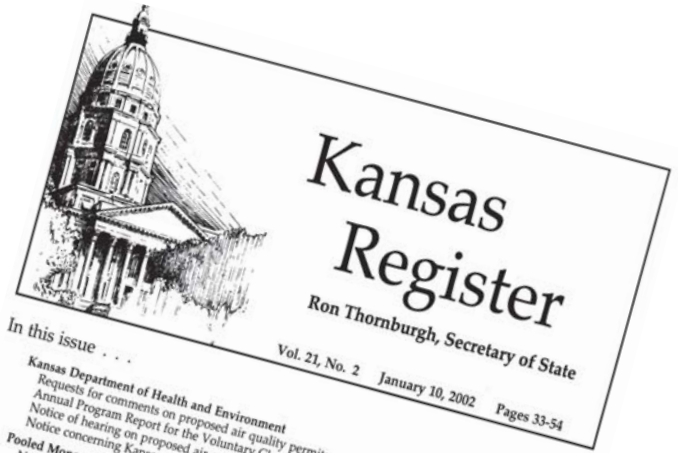 Kansas
Register
Ron Thornburgh, Secretary of State
Vol. 21, No. 2 January 10, 2002 Pages 33-54
In this issue . . .
Kansas Department of Health and Environment
Requests for comments on proposed air quality
Annual Program Report for the Voluntary
Notice of hearing on proposed air
Notice concerning
Pooled